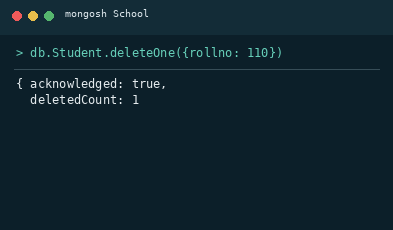 mongosh School
> db.Student.deleteOne({rollno: 110})
{ acknowledged: true,
  deletedCount: 1